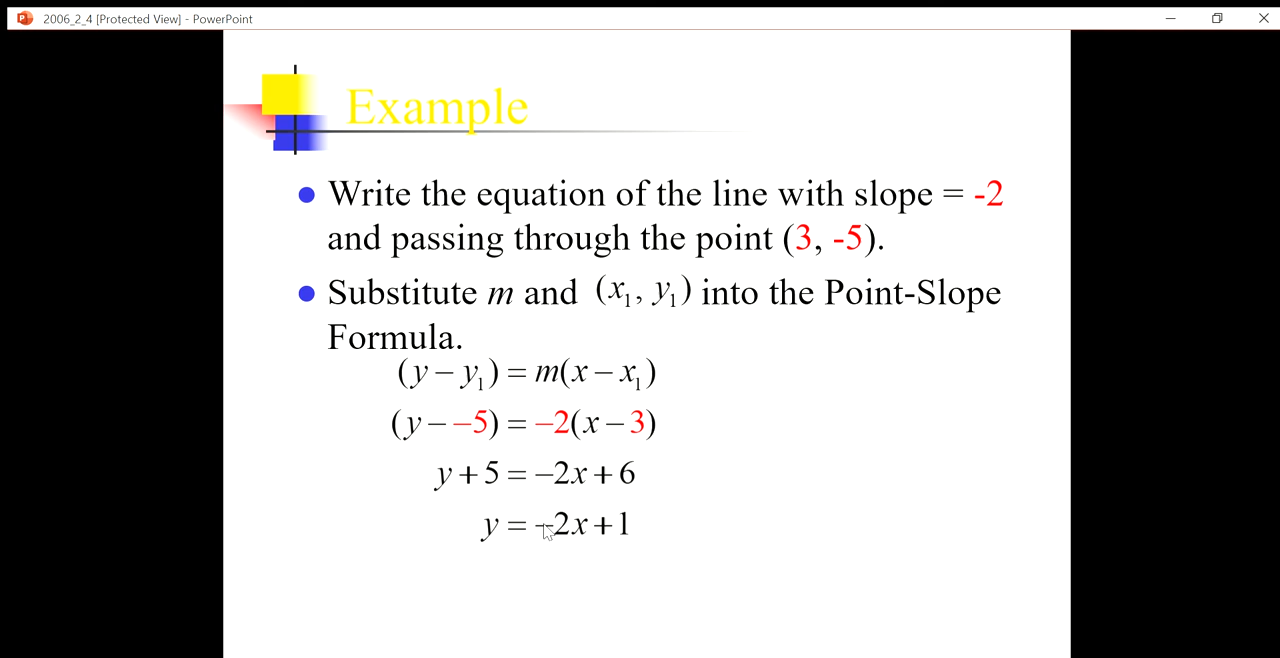 2006_2_4 [Protected View] - PowerPoint
Example
Write the equation of the line with slope = -2
and passing through the point (3, -5).
Substitute m and (x₁, y₁) into the Point-Slope
Formula.
(y − y₁) = m(x − x₁)
(y − −5) = −2(x − 3)
y + 5 = −2x + 6
y = −2x + 1